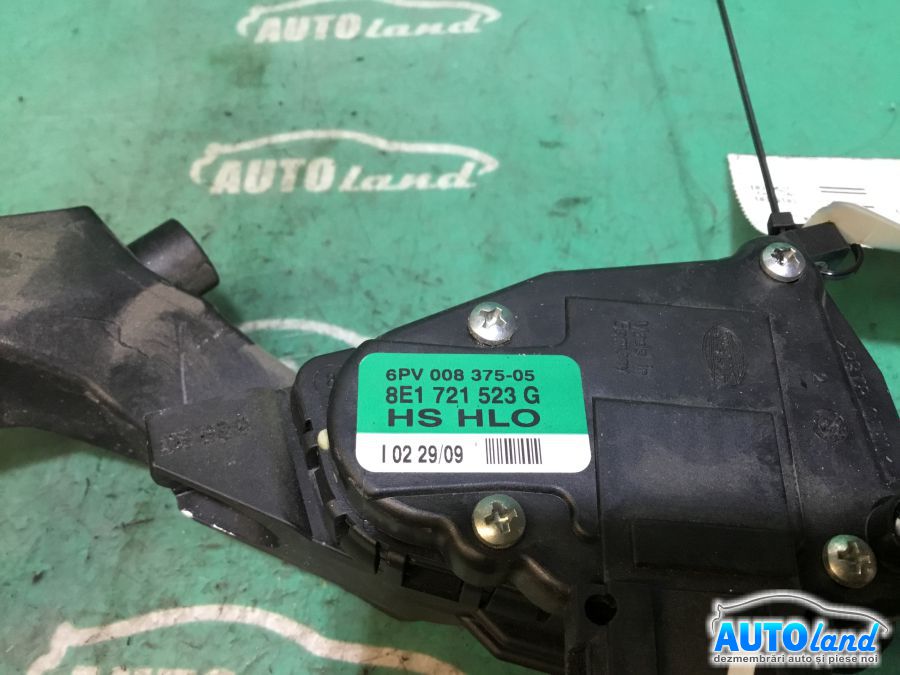 AUTOland
AUTOland
6PV 008 375-05
8E1 721 523 G
HS HLO
I 02 29/09
AUTOland
dezmembrări auto și piese noi